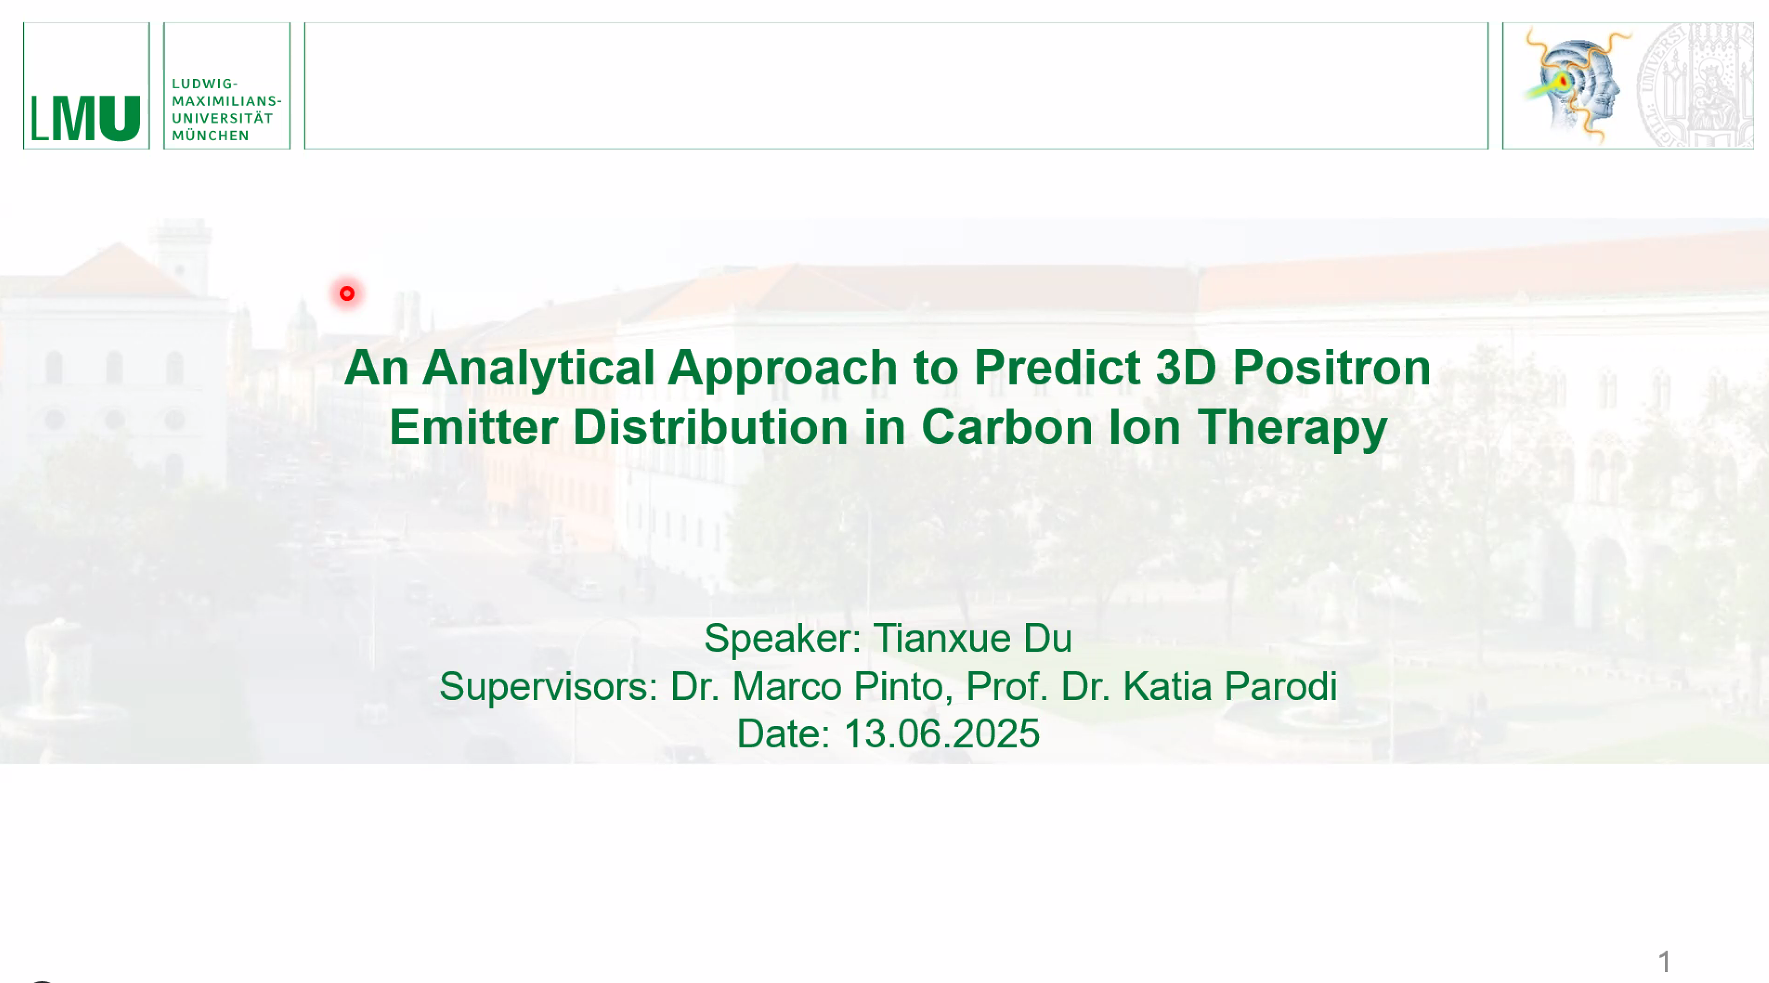 LMU
LUDWIG-
MAXIMILIANS-
UNIVERSITÄT
MÜNCHEN
An Analytical Approach to Predict 3D Positron
Emitter Distribution in Carbon Ion Therapy
Speaker: Tianxue Du
Supervisors: Dr. Marco Pinto, Prof. Dr. Katia Parodi
Date: 13.06.2025
1